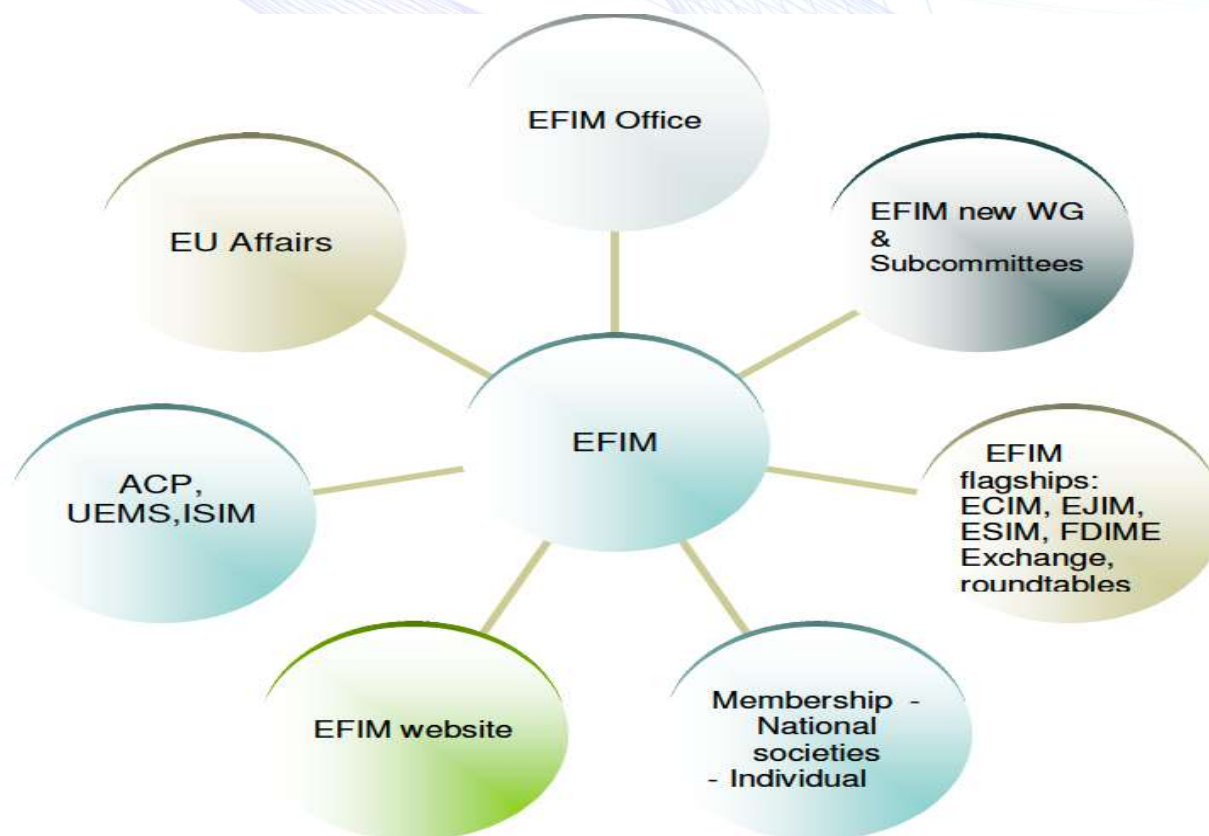 EFIM Office
EU Affairs
EFIM new WG
&
Subcommittees
EFIM
ACP,
UEMS,ISIM
EFIM
flagships:
ECIM, EJIM,
ESIM, FDIME
Exchange,
roundtables
EFIM website
Membership -
National
societies
- Individual